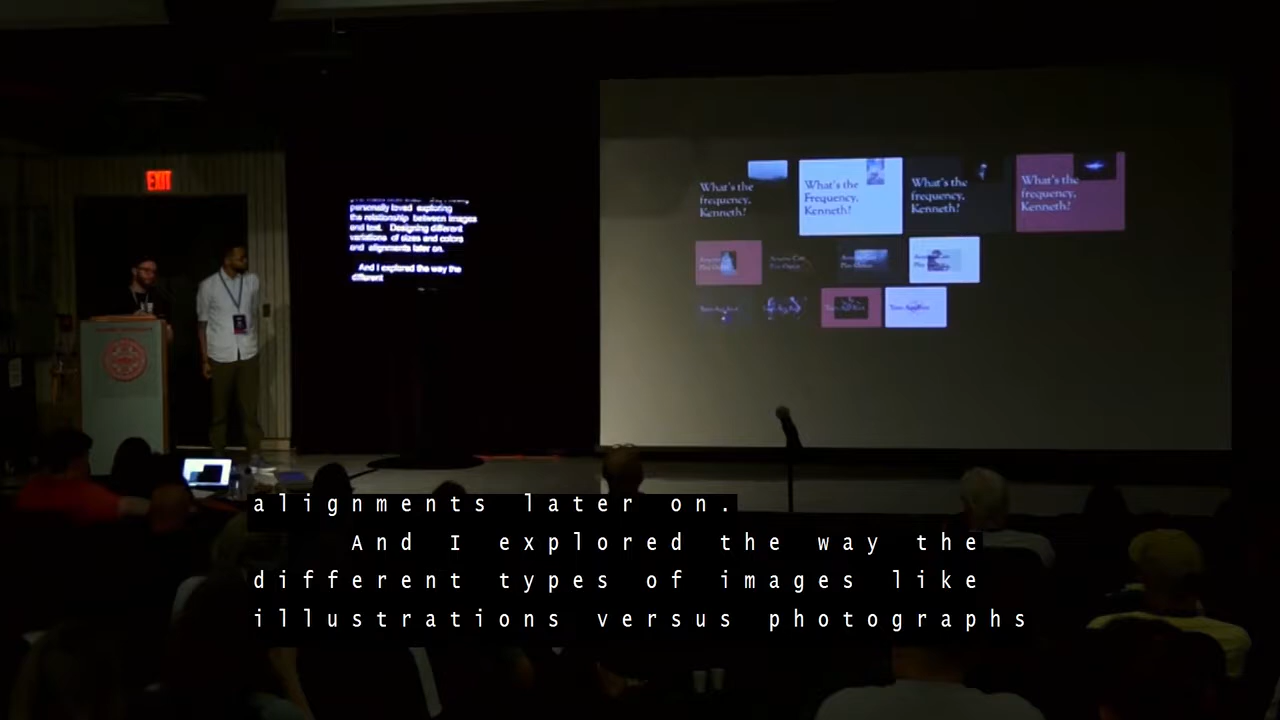 EXIT
personally loved exploring
the relationship between images
and text. Designing different
variations of sizes and colors
and alignments later on.
And I explored the way the
different
What's the
frequency,
Kenneth?
What's the
Frequency,
Kenneth?
What's the
frequency,
Kenneth?
What's the
frequency,
Kenneth?
alignments later on.
And I explored the way the
different types of images like
illustrations versus photographs